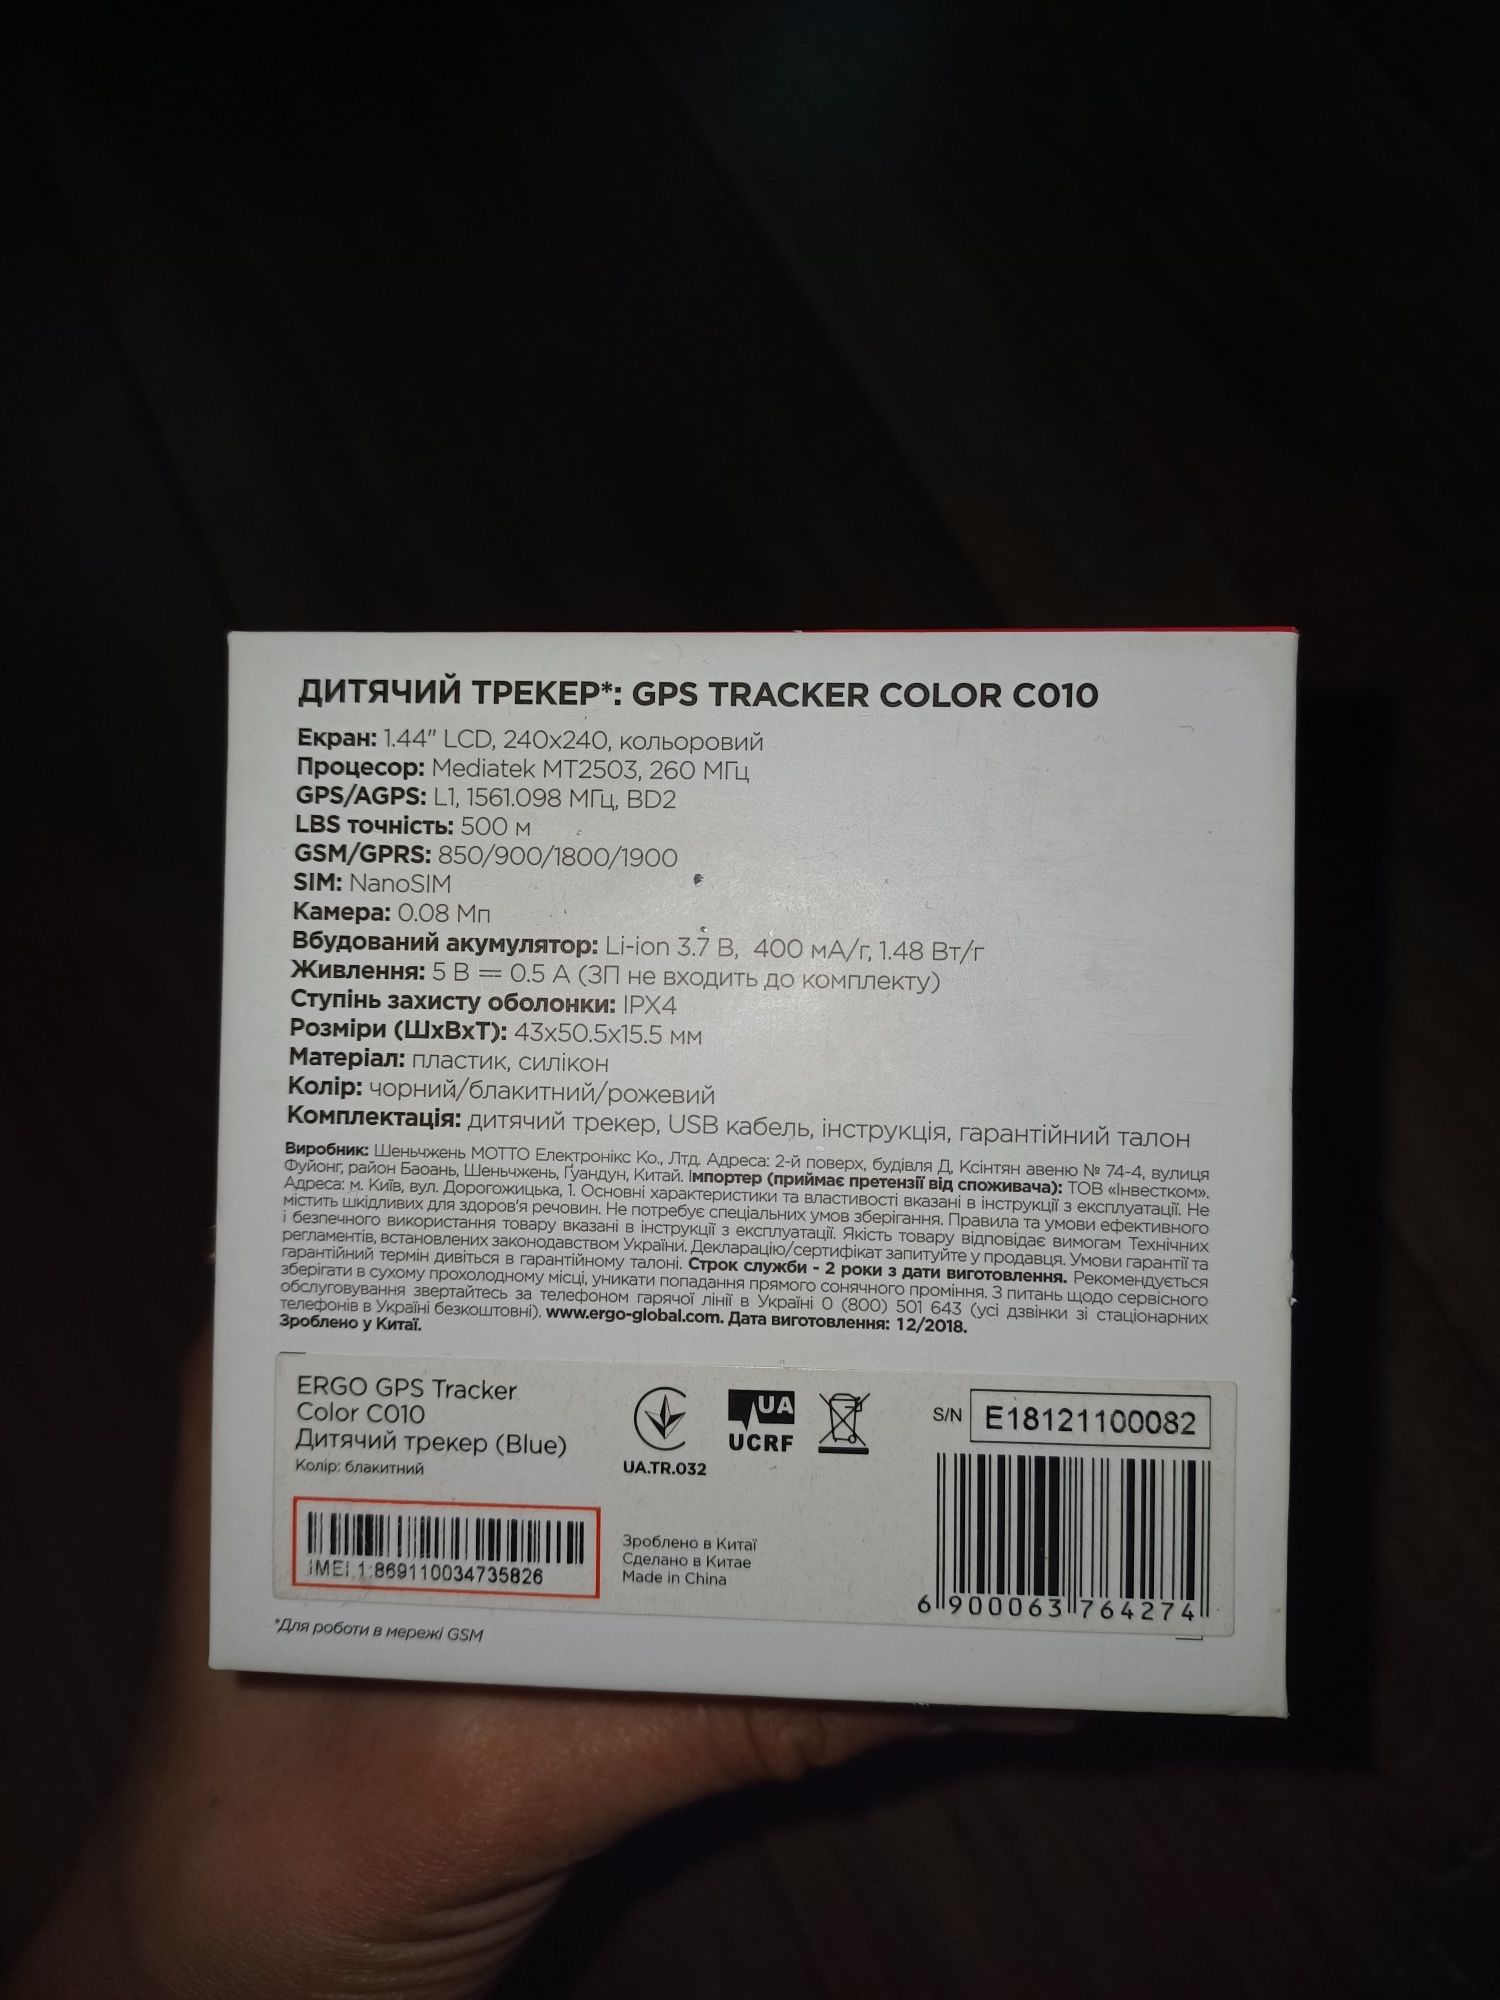 ДИТЯЧИЙ ТРЕКЕР*: GPS TRACKER COLOR C010
Екран: 1.44" LCD, 240x240, кольоровий
Процесор: Mediatek MT2503, 260 МГц
GPS/AGPS: L1, 1561.098 МГц, BD2
LBS точність: 500 м
GSM/GPRS: 850/900/1800/1900
SIM: NanoSIM
Камера: 0.08 Мп
Вбудований акумулятор: Li-ion 3.7 В, 400 мА/г, 1.48 Вт/г
Живлення: 5 В ⎓ 0.5 А (ЗП не входить до комплекту)
Ступінь захисту оболонки: IPX4
Розміри (ШxВxТ): 43x50.5x15.5 мм
Матеріал: пластик, силікон
Колір: чорний/блакитний/рожевий
Комплектація: дитячий трекер, USB кабель, інструкція, гарантійний талон
Виробник: Шеньчжень МОТТО Електронікс Ко., Лтд. Адреса: 2-й поверх, будівля Д, Ксінтян авеню № 74-4, вулиця
Фуйонг, район Баоань, Шеньчжень, Ґуандун, Китай. Імпортер (приймає претензії від споживача): ТОВ «Інвестком».
Адреса: м. Київ, вул. Дорогожицька, 1. Основні характеристики та властивості вказані в інструкції з експлуатації. Не
містить шкідливих для здоров'я речовин. Не потребує спеціальних умов зберігання. Правила та умови ефективного
і безпечного використання товару вказані в інструкції з експлуатації. Якість товару відповідає вимогам Технічних
регламентів, встановлених законодавством України. Декларацію/сертифікат запитуйте у продавця. Умови гарантії та
гарантійний термін дивіться в гарантійному талоні. Строк служби - 2 роки з дати виготовлення. Рекомендується
зберігати в сухому прохолодному місці, уникати попадання прямого сонячного проміння. З питань щодо сервісного
обслуговування звертайтесь за телефоном гарячої лінії в Україні 0 (800) 501 643 (усі дзвінки зі стаціонарних
телефонів в Україні безкоштовні). www.ergo-global.com. Дата виготовлення: 12/2018.
Зроблено у Китаї.
ERGO GPS Tracker
Color C010
Дитячий трекер (Blue)
Колір: блакитний
UA.TR.032
UA
UCRF
S/N E18121100082
IMEI 1:869110034735826
Зроблено в Китаї
Сделано в Китае
Made in China
6 900063 764274
*Для роботи в мережі GSM